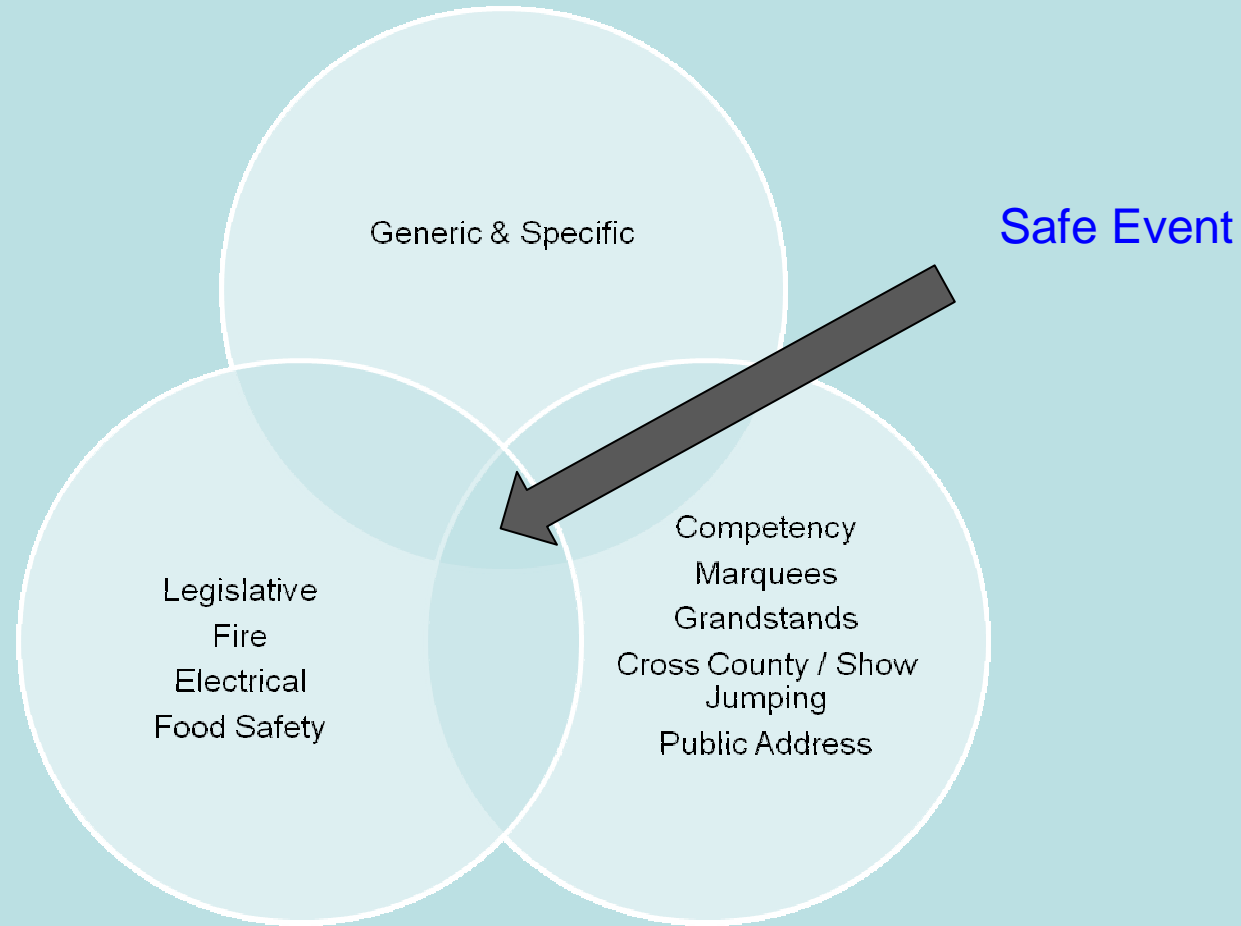 Generic & Specific
Safe Event
Legislative
Fire
Electrical
Food Safety
Competency
Marquees
Grandstands
Cross County / Show
Jumping
Public Address